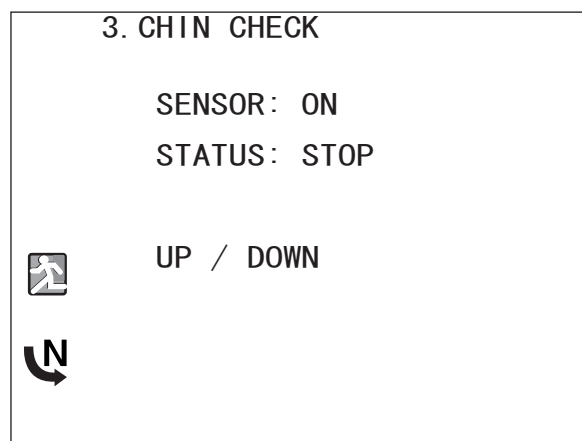 3. CHIN CHECK
SENSOR: ON
STATUS: STOP
UP / DOWN
N